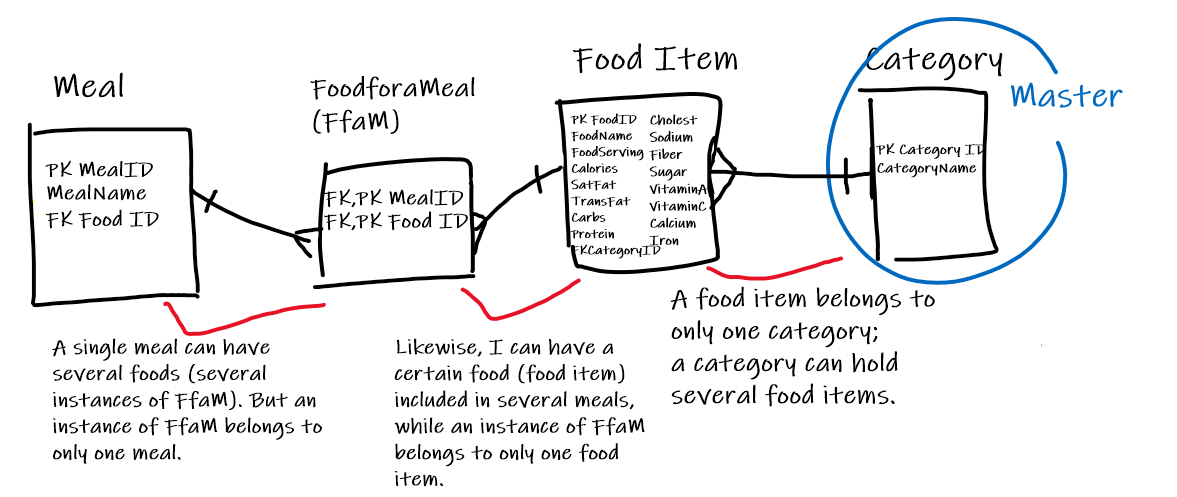 Meal
PK MealID
MealName
FK Food ID
FoodforaMeal
(FfaM)
FK,PK MealID
FK,PK Food ID
Food Item
PK FoodID
FoodName
FoodServing
Calories
SatFat
TransFat
Carbs
Protein
FKCategoryID
Cholest
Sodium
Fiber
Sugar
VitaminA
VitaminC
Calcium
Iron
Category
Master
PK Category ID
CategoryName
A single meal can have
several foods (several
instances of FfaM). But an
instance of FfaM belongs to
only one meal.
Likewise, I can have a
certain food (food item)
included in several meals,
while an instance of FfaM
belongs to only one food
item.
A food item belongs to
only one category;
a category can hold
several food items.